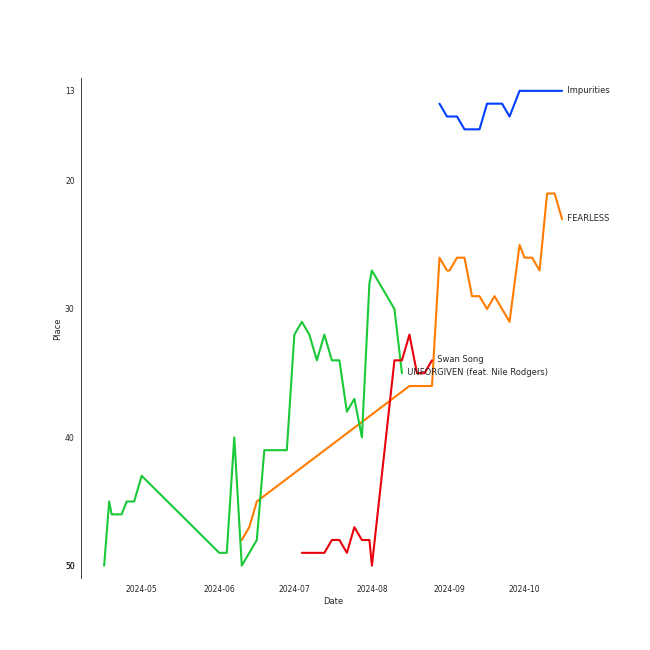 13
Impurities
20
FEARLESS
30
Place
Swan Song
UNFORGIVEN (feat. Nile Rodgers)
40
50
2024-05
2024-06
2024-07
2024-08
2024-09
2024-10
Date